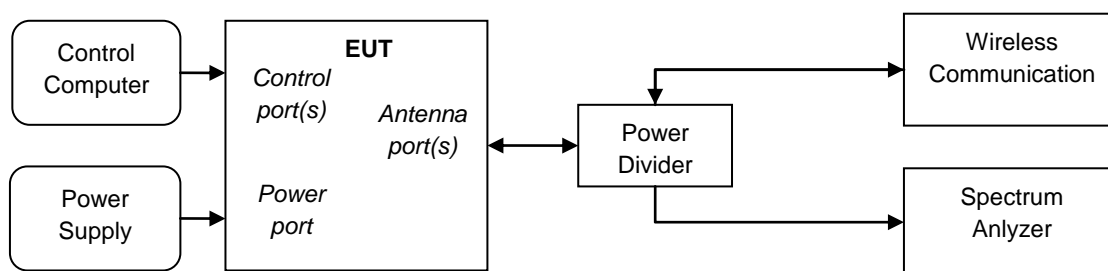 Control
Computer
Power
Supply
EUT
Control
port(s)
Antenna
port(s)
Power
port
Power
Divider
Wireless
Communication
Spectrum
Anlyzer